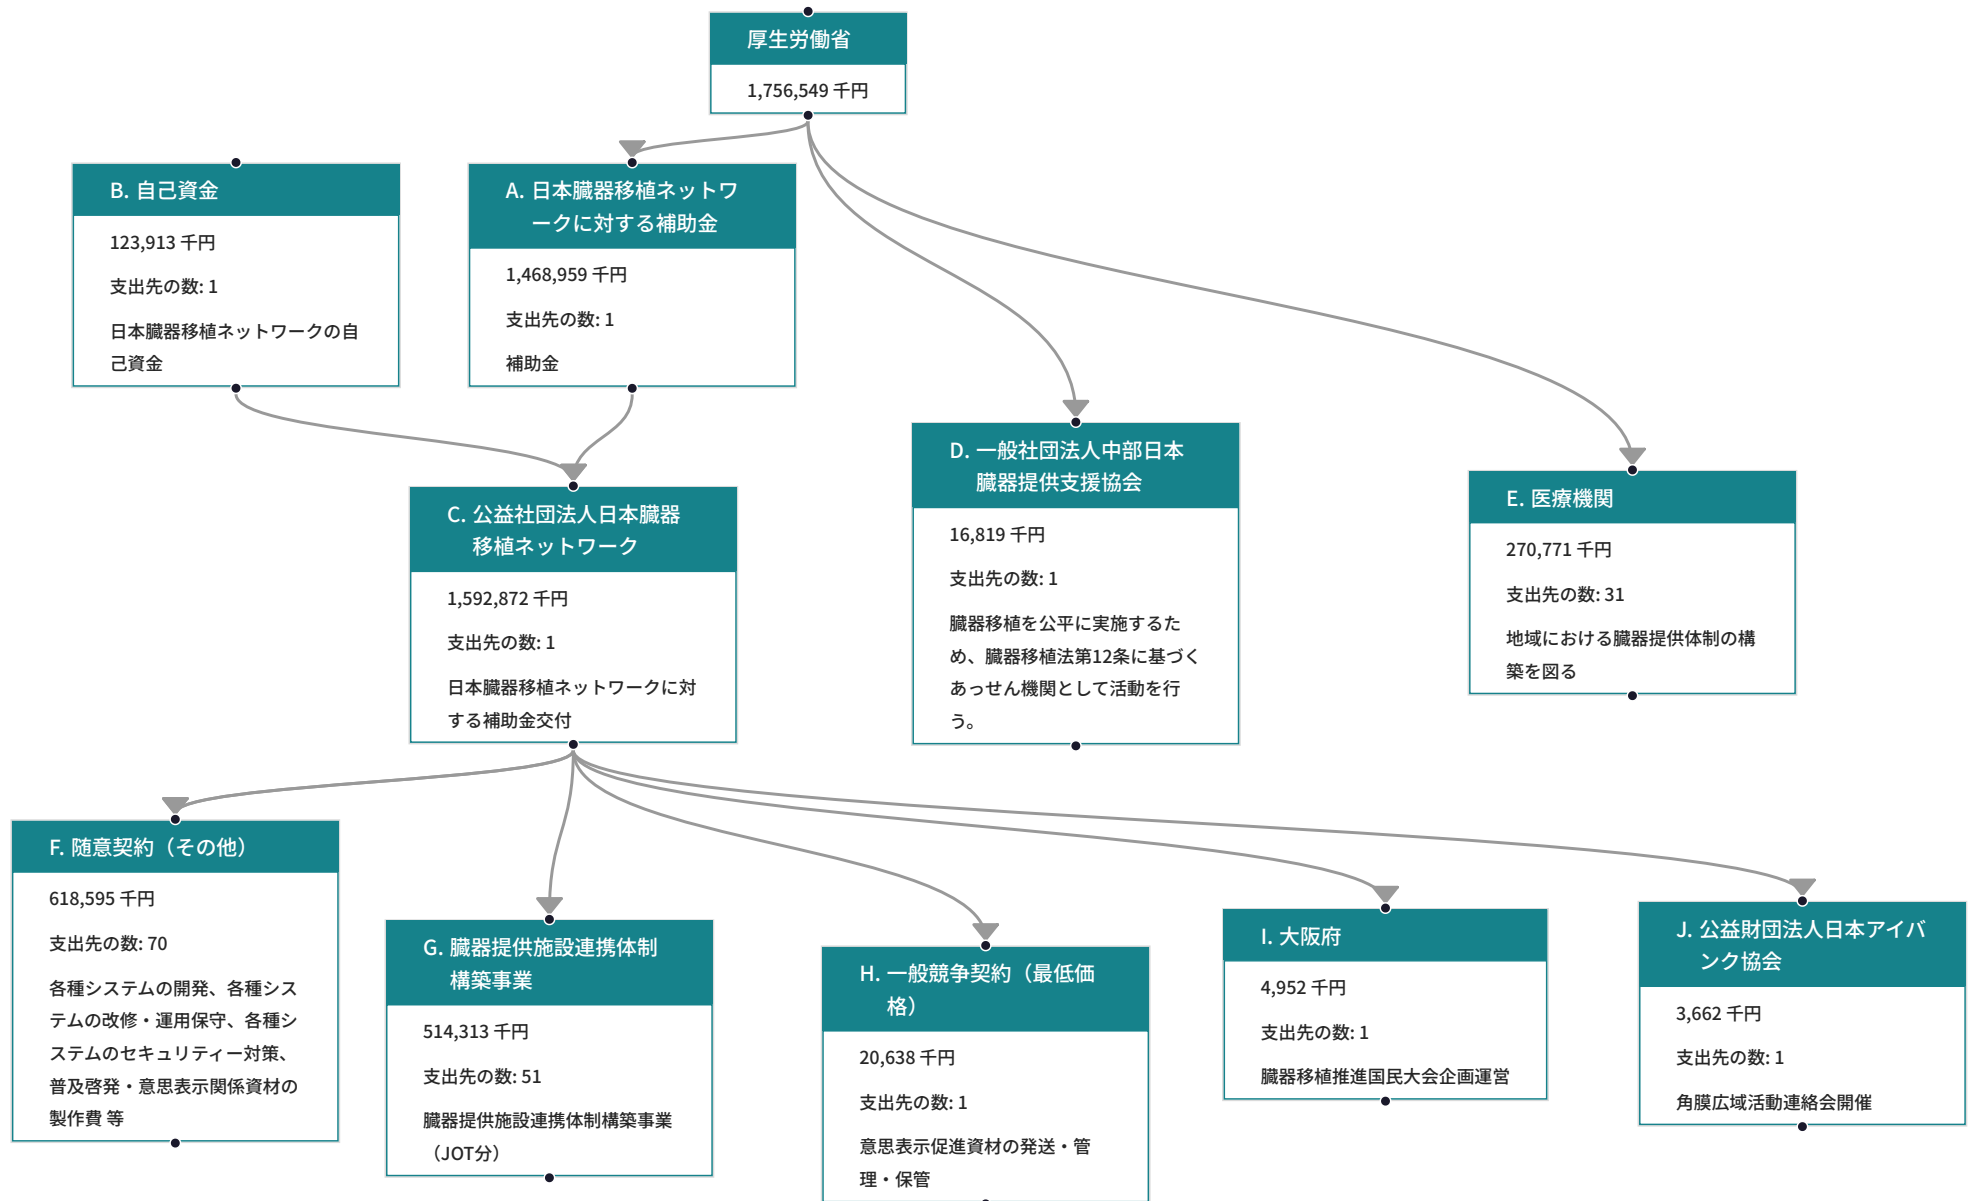 厚生労働省
1,756,549 千円
B. 自己資金
123,913 千円
支出先の数: 1
日本臓器移植ネットワークの自
己資金
A. 日本臓器移植ネットワ
ークに対する補助金
1,468,959 千円
支出先の数: 1
補助金
C. 公益社団法人日本臓器
移植ネットワーク
1,592,872 千円
支出先の数: 1
日本臓器移植ネットワークに対
する補助金交付
D. 一般社団法人中部日本
臓器提供支援協会
16,819 千円
支出先の数: 1
臓器移植を公平に実施するた
め、臓器移植法第12条に基づく
あっせん機関として活動を行
う。
E. 医療機関
270,771 千円
支出先の数: 31
地域における臓器提供体制の構
築を図る
F. 随意契約（その他）
618,595 千円
支出先の数: 70
各種システムの開発、各種シス
テムの改修・運用保守、各種シ
ステムのセキュリティー対策、
普及啓発・意思表示関係資材の
製作費 等
G. 臓器提供施設連携体制
構築事業
514,313 千円
支出先の数: 51
臓器提供施設連携体制構築事業
（JOT分）
H. 一般競争契約（最低価
格）
20,638 千円
支出先の数: 1
意思表示促進資材の発送・管
理・保管
I. 大阪府
4,952 千円
支出先の数: 1
臓器移植推進国民大会企画運営
J. 公益財団法人日本アイバ
ンク協会
3,662 千円
支出先の数: 1
角膜広域活動連絡会開催